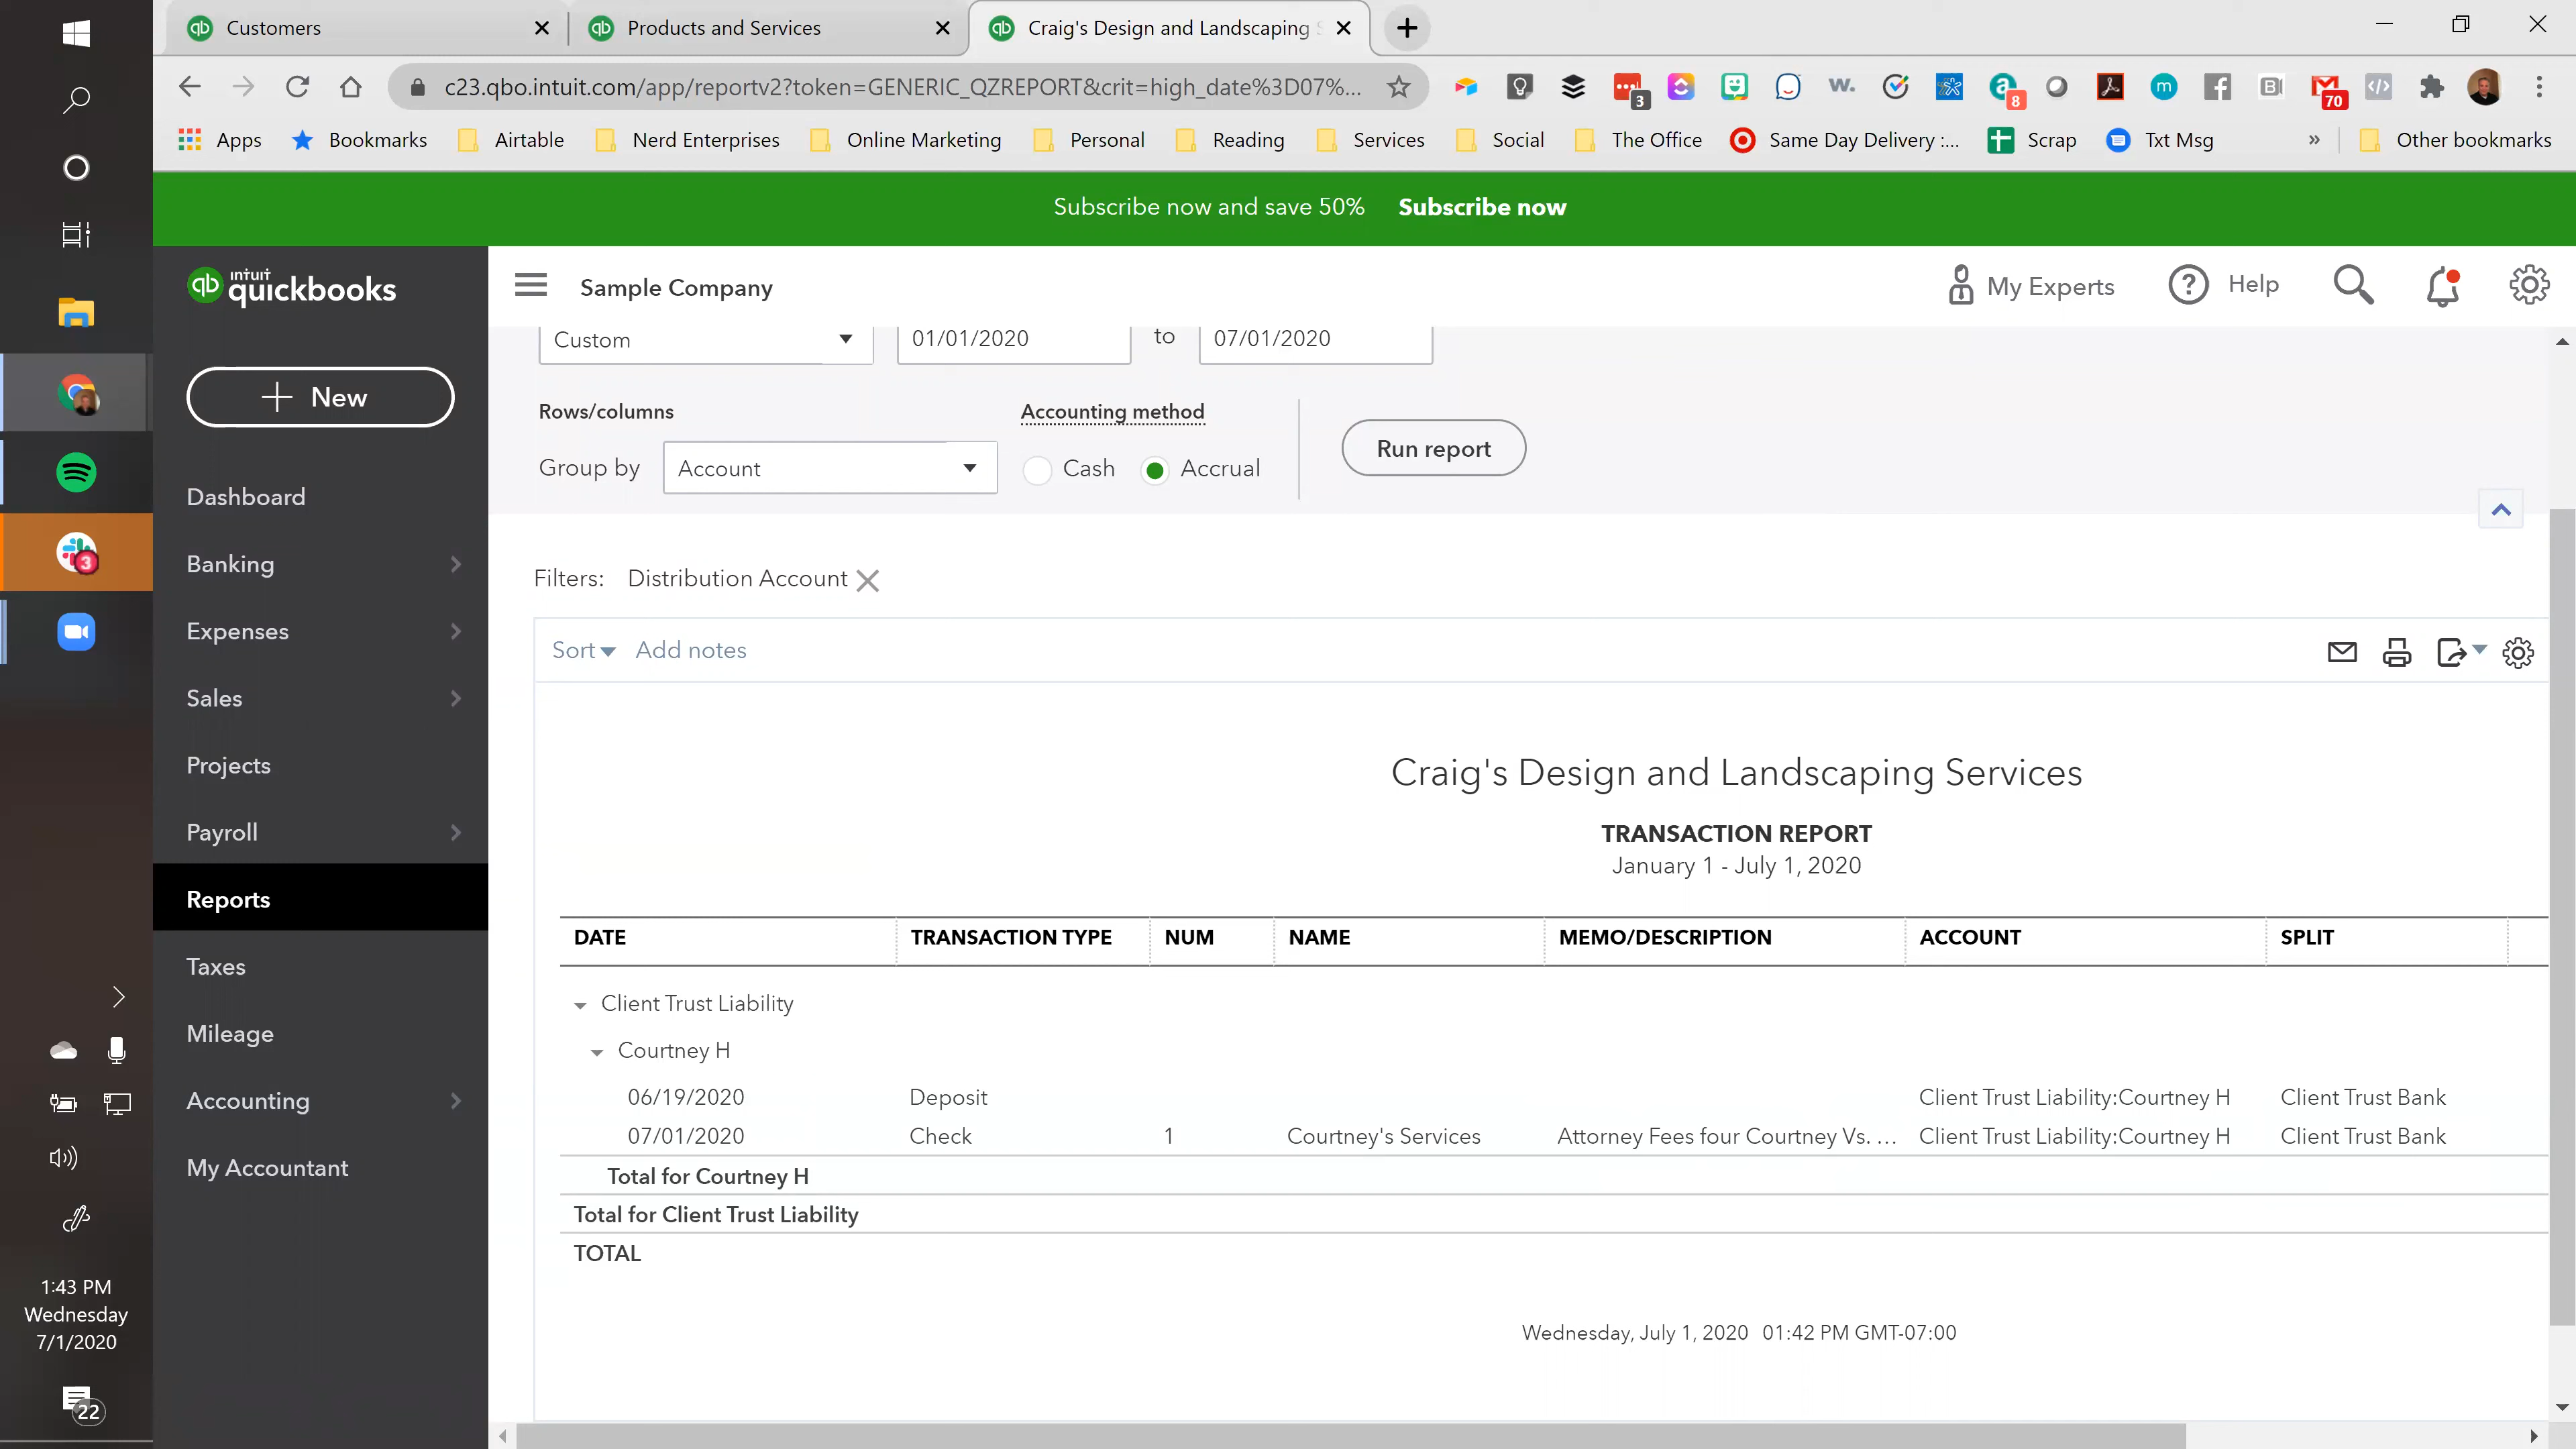 Customers
Products and Services
Craig's Design and Landscaping S
c23.qbo.intuit.com/app/reportv2?token=GENERIC_QZREPORT&crit=high_date%3D07%...
3
8
70
Apps
Bookmarks
Airtable
Nerd Enterprises
Online Marketing
Personal
Reading
Services
Social
The Office
Same Day Delivery :...
Scrap
Txt Msg
»
Other bookmarks
Subscribe now and save 50% Subscribe now
intuit
quickbooks
Sample Company
My Experts
Help
Custom
01/01/2020
to
07/01/2020
New
Rows/columns
Accounting method
Group by
Account
Cash
Accrual
Run report
Dashboard
Banking
Expenses
Sales
Projects
Payroll
Reports
Taxes
Mileage
Accounting
My Accountant
Filters: Distribution Account
Sort
Add notes
Craig's Design and Landscaping Services
TRANSACTION REPORT
January 1 - July 1, 2020
DATE TRANSACTION TYPE NUM NAME MEMO/DESCRIPTION ACCOUNT SPLIT
Client Trust Liability
Courtney H
06/19/2020 Deposit Client Trust Liability:Courtney H Client Trust Bank
07/01/2020 Check 1 Courtney's Services Attorney Fees four Courtney Vs. ... Client Trust Liability:Courtney H Client Trust Bank
Total for Courtney H
Total for Client Trust Liability
TOTAL
Wednesday, July 1, 2020 01:42 PM GMT-07:00
3
1:43 PM
Wednesday
7/1/2020
22